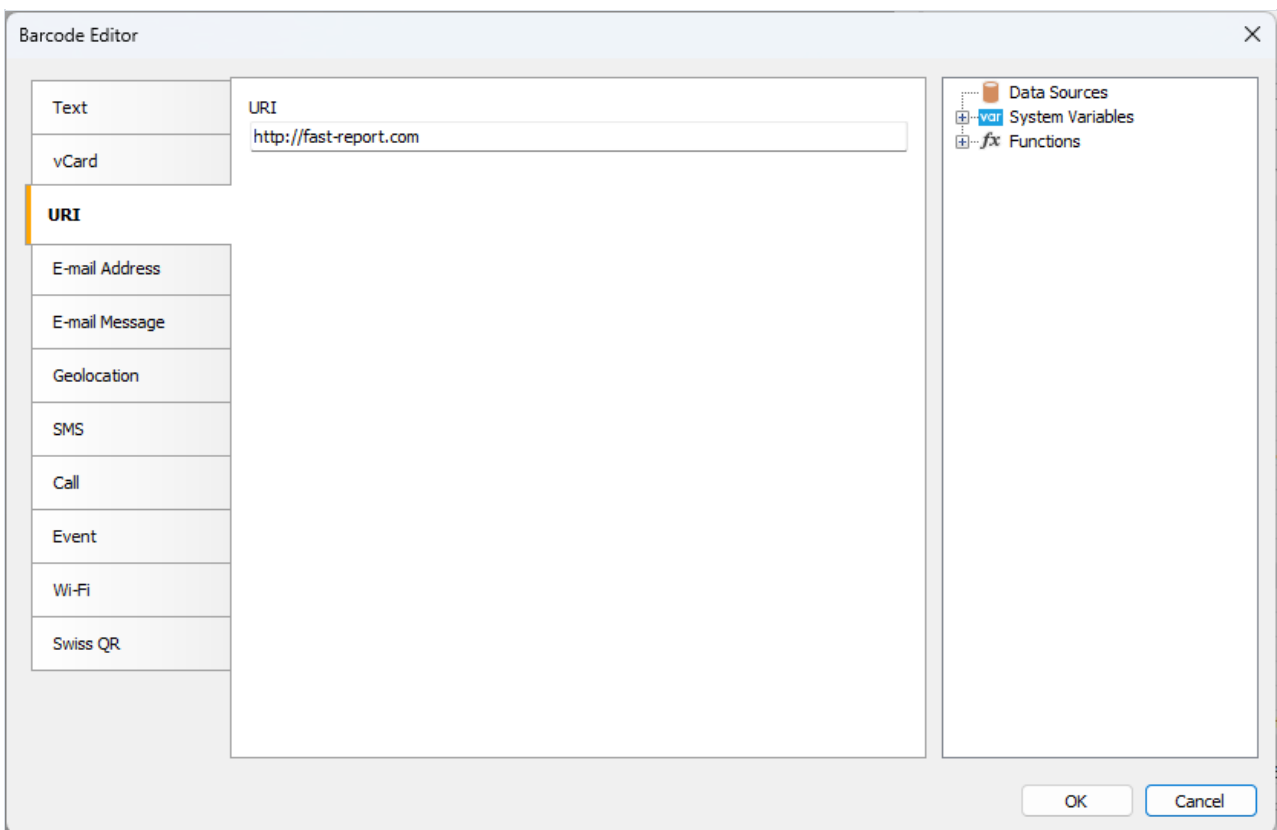 Barcode Editor
Text
vCard
URI
E-mail Address
E-mail Message
Geolocation
SMS
Call
Event
Wi-Fi
Swiss QR
URI
http://fast-report.com
Data Sources
var System Variables
fx Functions
OK
Cancel